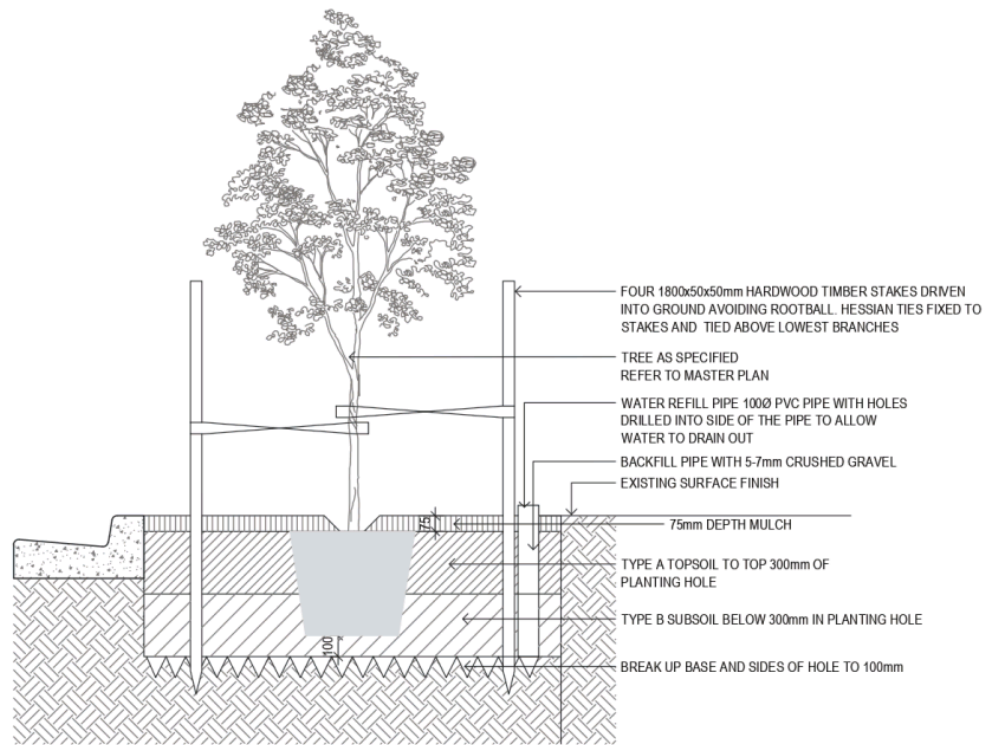 FOUR 1800x50x50mm HARDWOOD TIMBER STAKES DRIVEN
INTO GROUND AVOIDING ROOTBALL. HESSIAN TIES FIXED TO
STAKES AND TIED ABOVE LOWEST BRANCHES
TREE AS SPECIFIED
REFER TO MASTER PLAN
WATER REFILL PIPE 100Ø PVC PIPE WITH HOLES
DRILLED INTO SIDE OF THE PIPE TO ALLOW
WATER TO DRAIN OUT
BACKFILL PIPE WITH 5-7mm CRUSHED GRAVEL
EXISTING SURFACE FINISH
75
75mm DEPTH MULCH
TYPE A TOPSOIL TO TOP 300mm OF
PLANTING HOLE
TYPE B SUBSOIL BELOW 300mm IN PLANTING HOLE
100
BREAK UP BASE AND SIDES OF HOLE TO 100mm